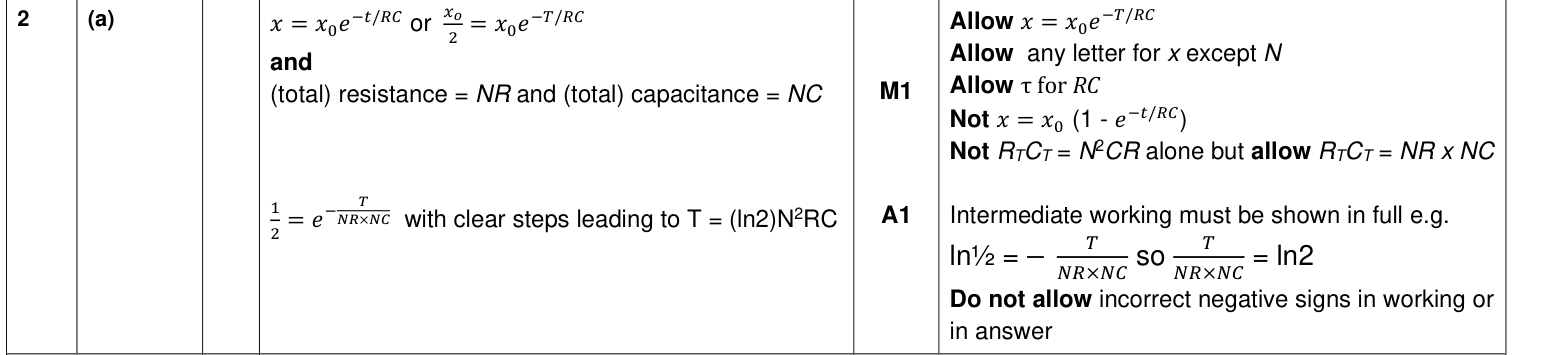 2 (a) x = x₀e^{−t/RC} or x₀/2 = x₀e^{−T/RC}
and
(total) resistance = NR and (total) capacitance = NC
½ = e^{−T/(NR×NC)} with clear steps leading to T = (ln2)N²RC
M1
A1
Allow x = x₀e^{−T/RC}
Allow any letter for x except N
Allow τ for RC
Not x = x₀ (1 - e^{−t/RC})
Not R_TC_T = N²CR alone but allow R_TC_T = NR x NC
Intermediate working must be shown in full e.g.
ln½ = − T/(NR×NC) so T/(NR×NC) = ln2
Do not allow incorrect negative signs in working or
in answer